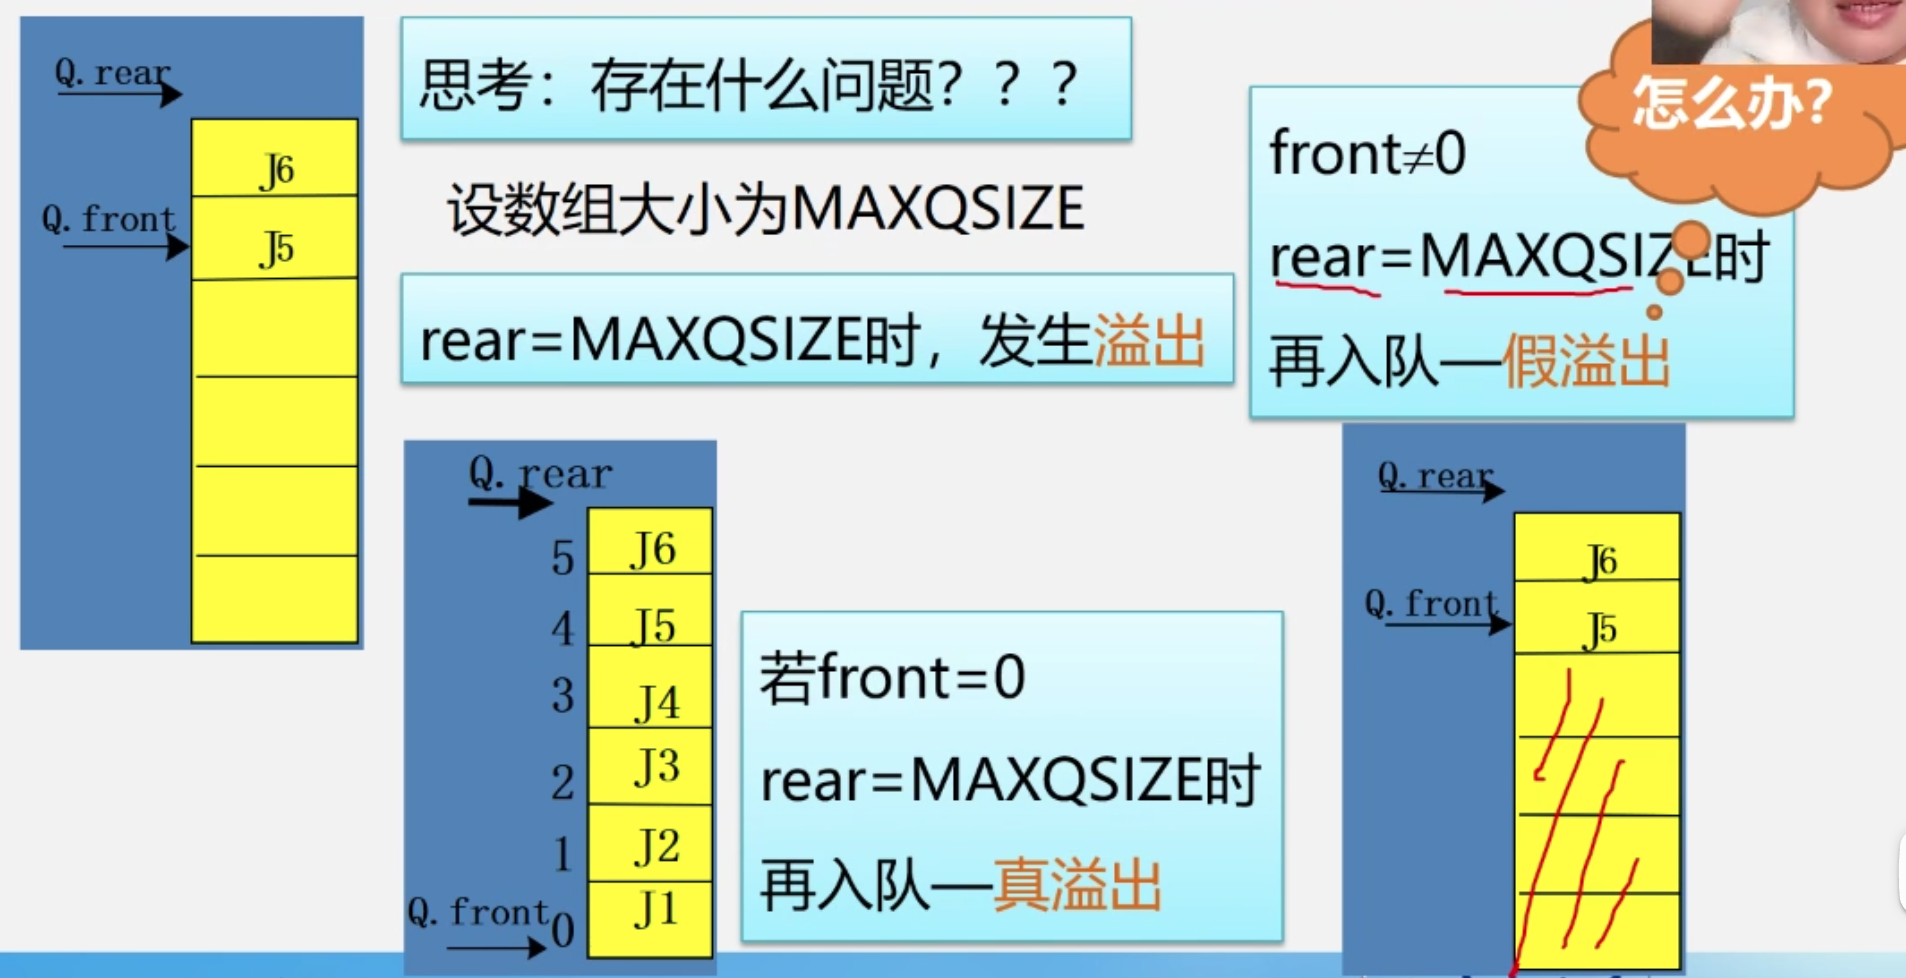 Q.rear
J6
Q.front
J5
思考：存在什么问题？？？
设数组大小为MAXQSIZE
rear=MAXQSIZE时，发生溢出
怎么办?
front≠0
rear=MAXQSIZE时
再入队—假溢出
Q.rear
5 J6
4 J5
3 J4
2 J3
1 J2
Q.front 0 J1
若front=0
rear=MAXQSIZE时
再入队—真溢出
Q.rear
J6
Q.front
J5